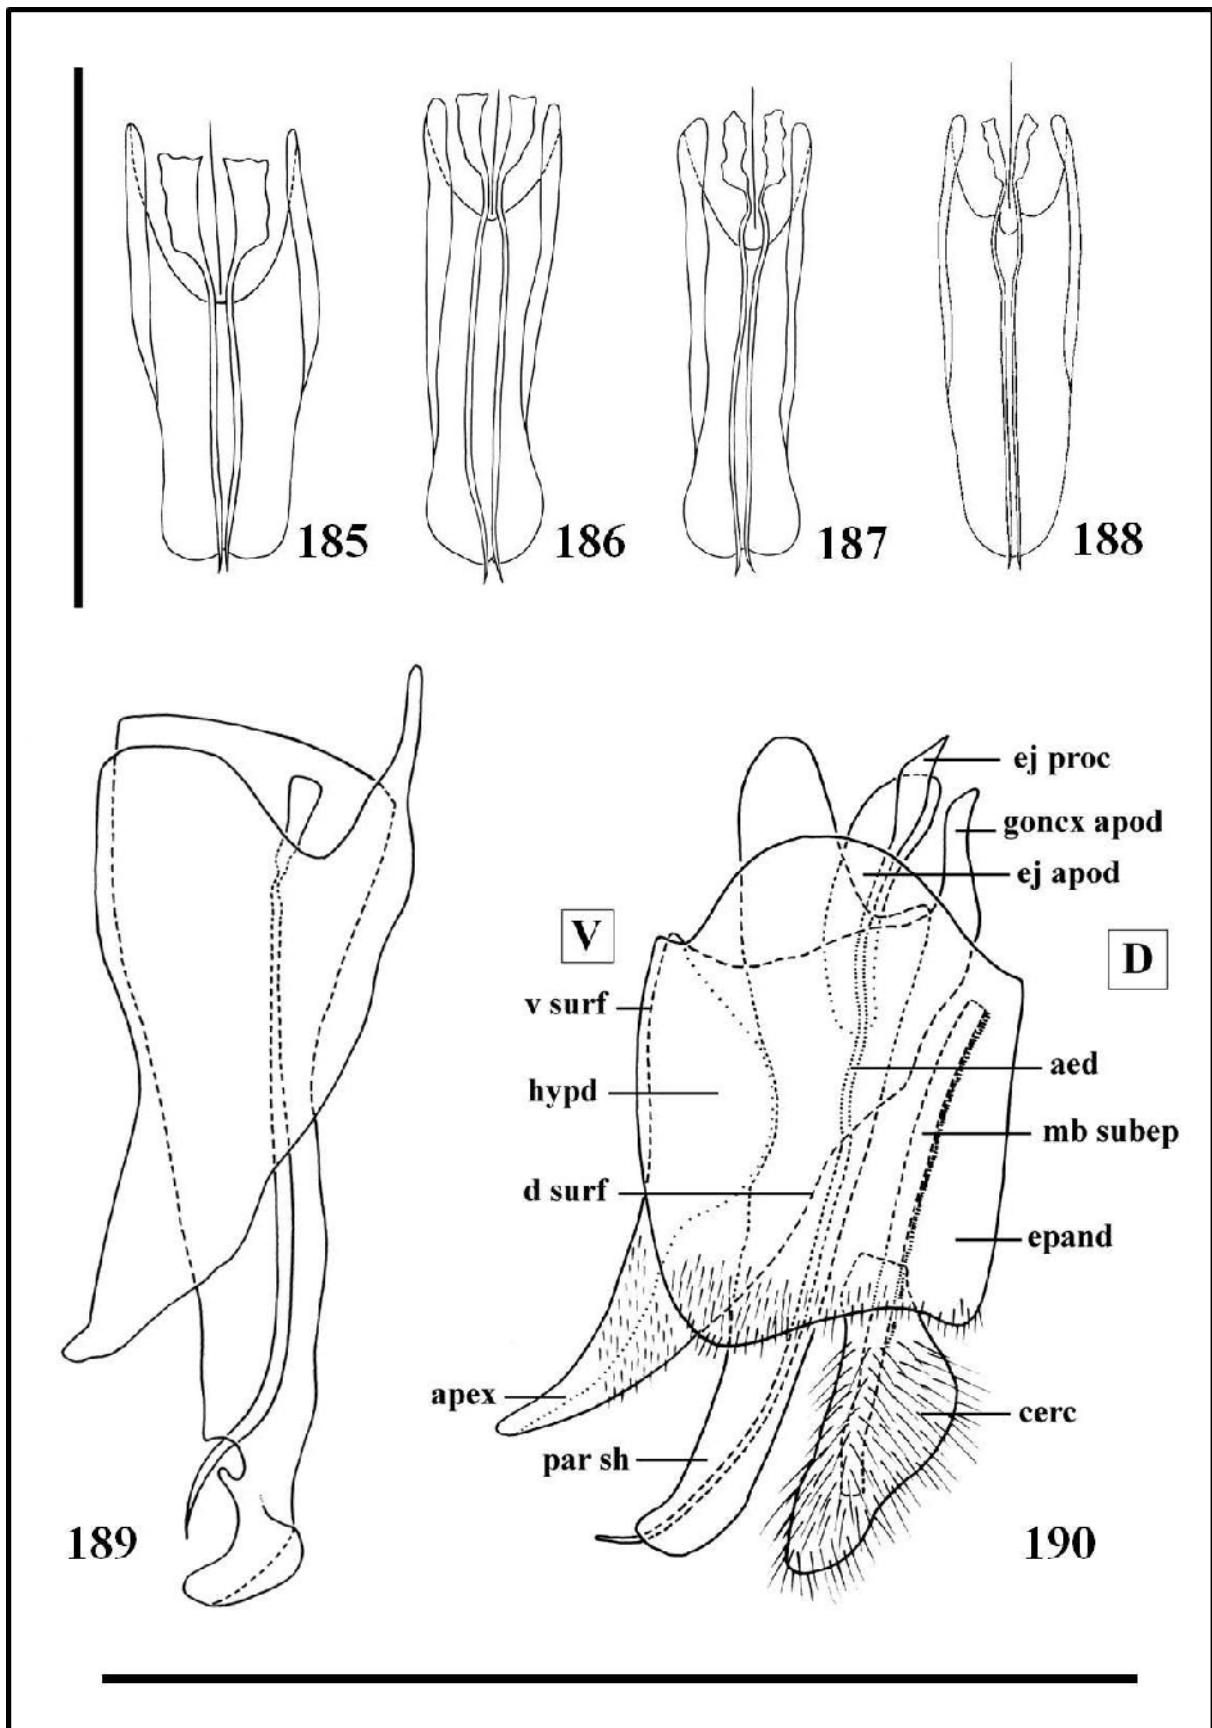 185
186
187
188
ej proc
goncx apod
ej apod
V
D
v surf
aed
hypd
mb subep
d surf
epand
apex
cerc
par sh
189
190